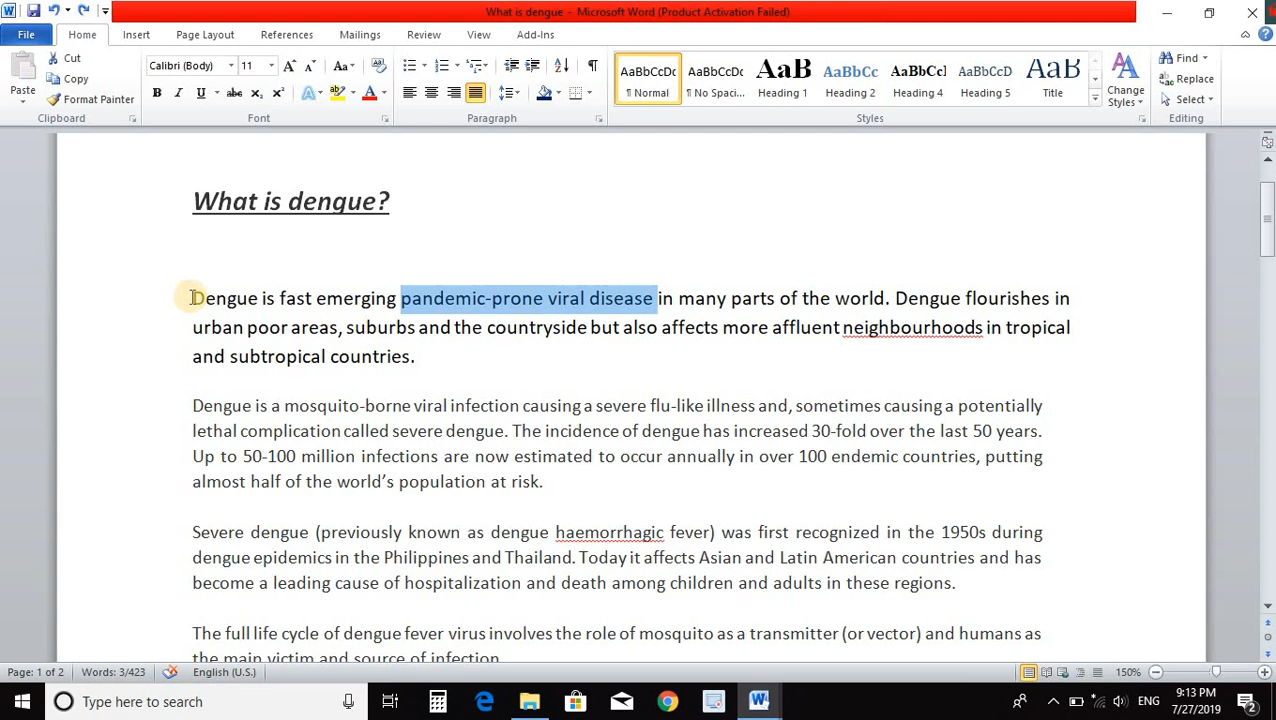 What is dengue - Microsoft Word (Product Activation Failed)
File Home Insert Page Layout References Mailings Review View Add-Ins
Paste
Cut
Copy
Format Painter
Clipboard
Calibri (Body) 11
Font
Paragraph
AaBbCcDc ¶ Normal
AaBbCcDc ¶ No Spaci...
AaB Heading 1
AaBbCc Heading 2
AaBbCcI Heading 4
AaBbCcDc Heading 5
AaB Title
Change Styles
Styles
Find
Replace
Select
Editing
What is dengue?
Dengue is fast emerging pandemic-prone viral disease in many parts of the world. Dengue flourishes in
urban poor areas, suburbs and the countryside but also affects more affluent neighbourhoods in tropical
and subtropical countries.
Dengue is a mosquito-borne viral infection causing a severe flu-like illness and, sometimes causing a potentially
lethal complication called severe dengue. The incidence of dengue has increased 30-fold over the last 50 years.
Up to 50-100 million infections are now estimated to occur annually in over 100 endemic countries, putting
almost half of the world’s population at risk.
Severe dengue (previously known as dengue haemorrhagic fever) was first recognized in the 1950s during
dengue epidemics in the Philippines and Thailand. Today it affects Asian and Latin American countries and has
become a leading cause of hospitalization and death among children and adults in these regions.
The full life cycle of dengue fever virus involves the role of mosquito as a transmitter (or vector) and humans as
the main victim and source of infection.
Page: 1 of 2 Words: 3/423 English (U.S.) 150%
Type here to search
ENG
9:13 PM
7/27/2019
2